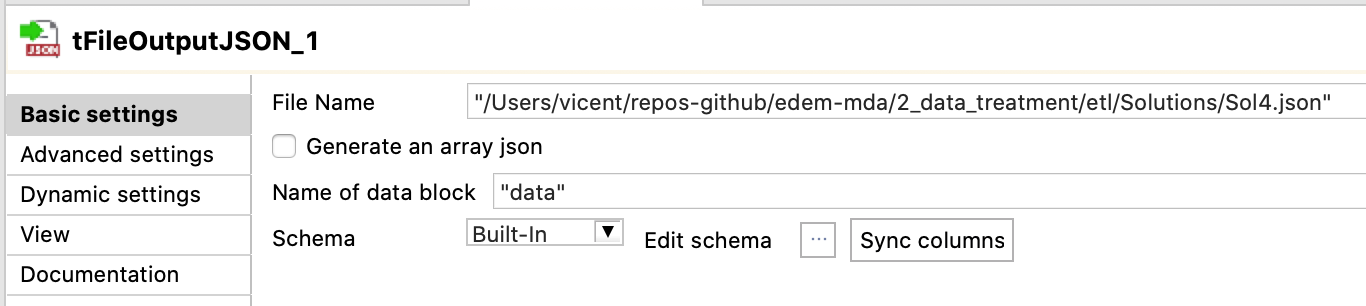 JSON tFileOutputJSON_1
Basic settings
Advanced settings
Dynamic settings
View
Documentation
File Name "/Users/vicent/repos-github/edem-mda/2_data_treatment/etl/Solutions/Sol4.json"
Generate an array json
Name of data block "data"
Schema Built-In Edit schema ... Sync columns